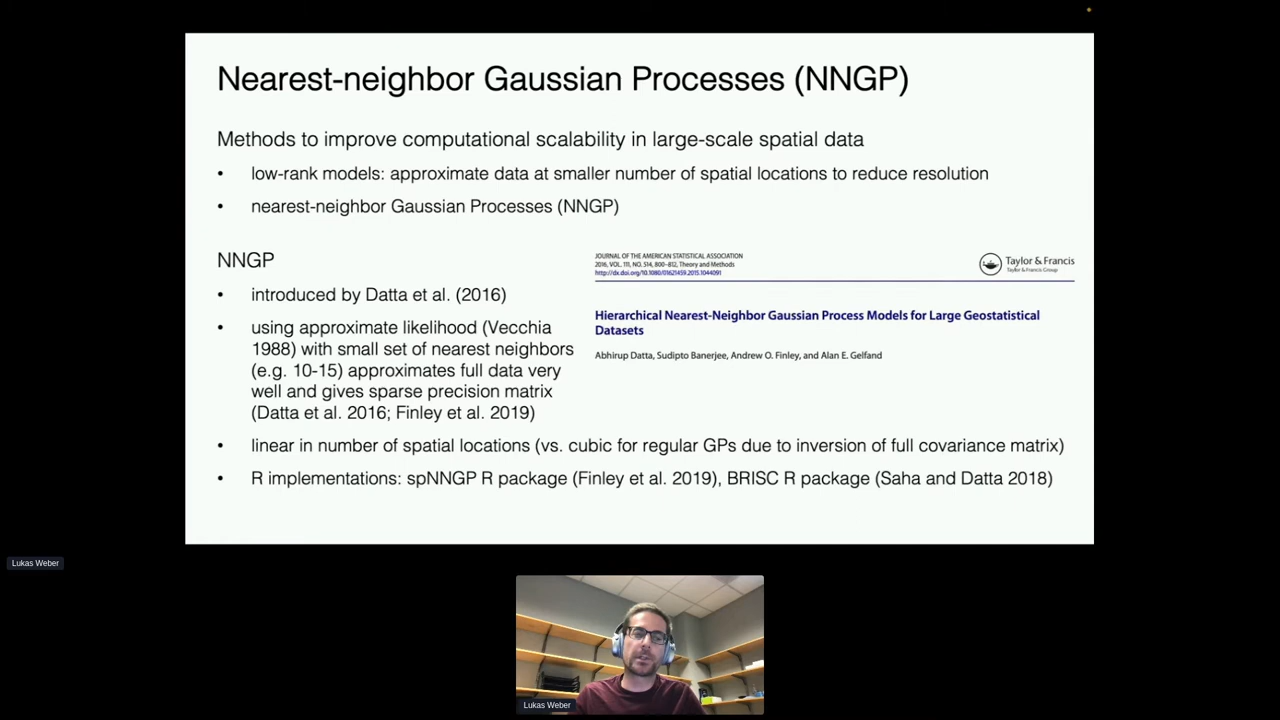 Nearest-neighbor Gaussian Processes (NNGP)
Methods to improve computational scalability in large-scale spatial data
• low-rank models: approximate data at smaller number of spatial locations to reduce resolution
• nearest-neighbor Gaussian Processes (NNGP)
NNGP
• introduced by Datta et al. (2016)
• using approximate likelihood (Vecchia
1988) with small set of nearest neighbors
(e.g. 10-15) approximates full data very
well and gives sparse precision matrix
(Datta et al. 2016; Finley et al. 2019)
JOURNAL OF THE AMERICAN STATISTICAL ASSOCIATION
2016, VOL. 111, NO. 514, 800–812, Theory and Methods
http://dx.doi.org/10.1080/01621459.2015.1044091
Taylor & Francis
Taylor & Francis Group
Hierarchical Nearest-Neighbor Gaussian Process Models for Large Geostatistical
Datasets
Abhirup Datta, Sudipto Banerjee, Andrew O. Finley, and Alan E. Gelfand
• linear in number of spatial locations (vs. cubic for regular GPs due to inversion of full covariance matrix)
• R implementations: spNNGP R package (Finley et al. 2019), BRISC R package (Saha and Datta 2018)
Lukas Weber
Lukas Weber